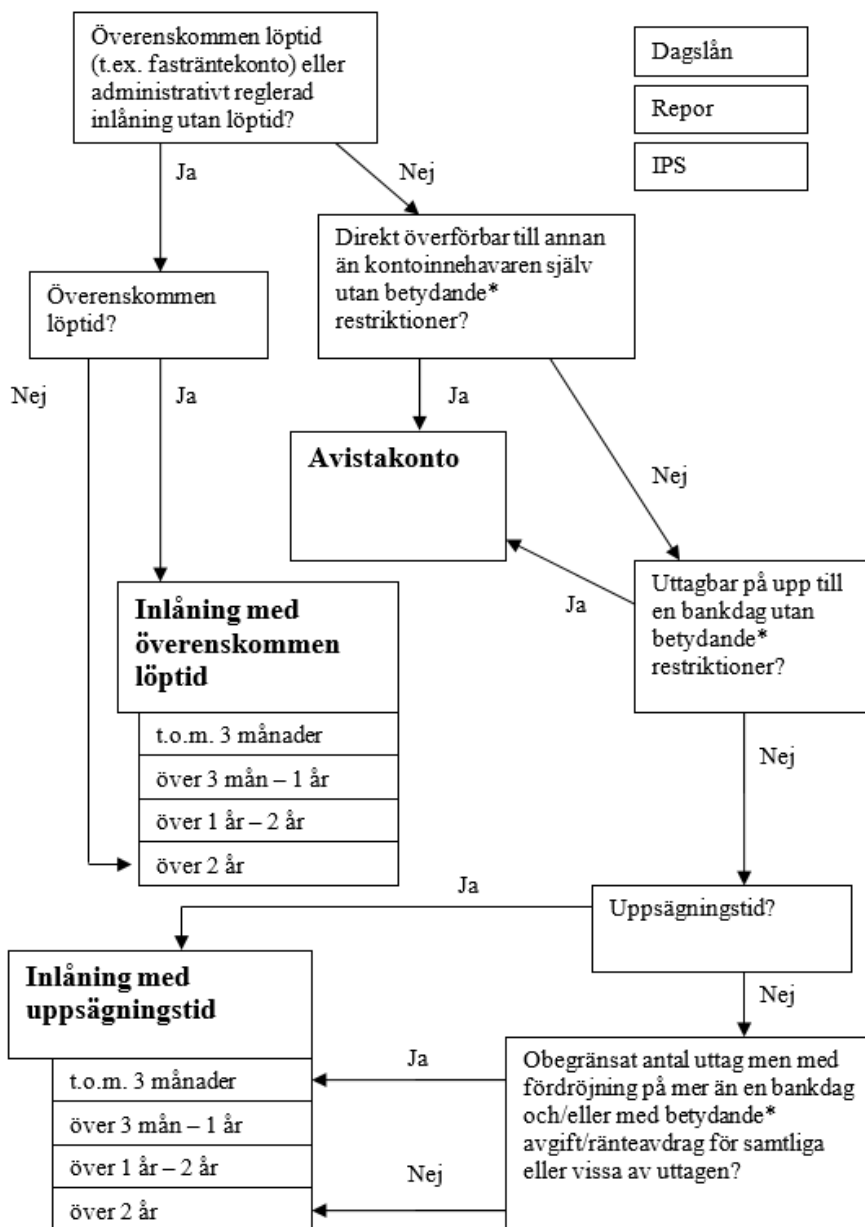 Överenskommen löptid
(t.ex. fasträntekonto) eller
administrativt reglerad
inlåning utan löptid?
Dagslån
Repor
IPS
Ja
Nej
Direkt överförbar till annan
än kontoinnehavaren själv
utan betydande*
restriktioner?
Överenskommen
löptid?
Nej
Ja
Ja
Avistakonto
Nej
Ja
Uttagbar på upp till
en bankdag utan
betydande*
restriktioner?
Inlåning med
överenskommen
löptid
t.o.m. 3 månader
över 3 mån – 1 år
över 1 år – 2 år
över 2 år
Nej
Ja
Uppsägningstid?
Inlåning med
uppsägningstid
t.o.m. 3 månader
över 3 mån – 1 år
över 1 år – 2 år
över 2 år
Nej
Ja
Nej
Obegränsat antal uttag men med
fördröjning på mer än en bankdag
och/eller med betydande*
avgift/ränteavdrag för samtliga
eller vissa av uttagen?